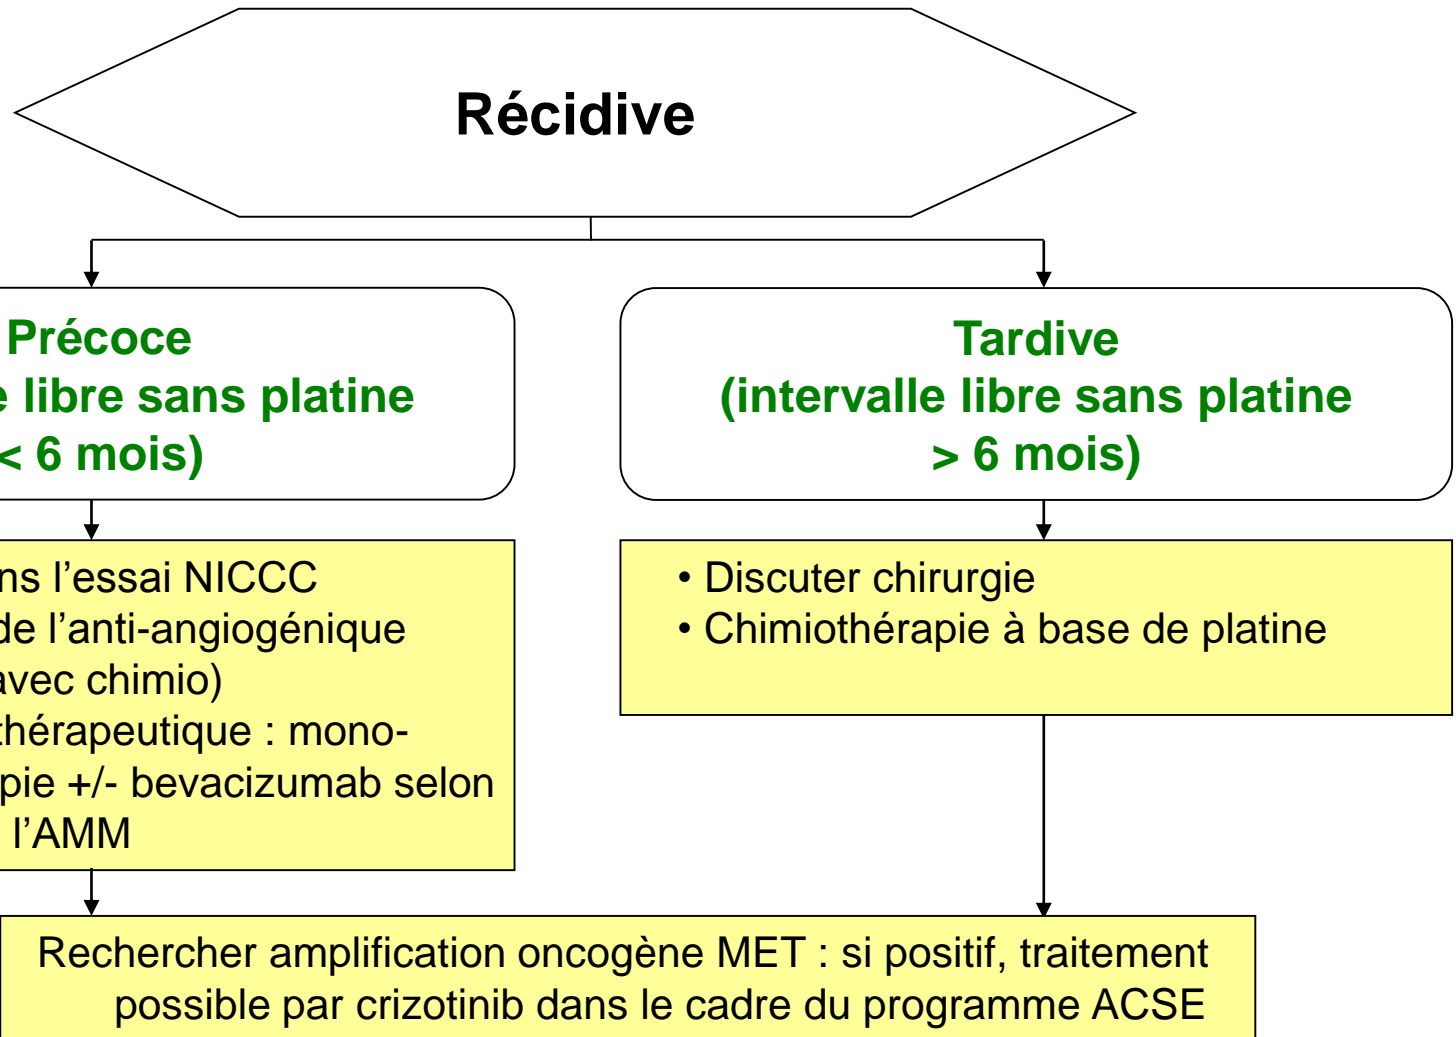 Récidive
Précoce
libre sans platine
< 6 mois)
Tardive
(intervalle libre sans platine
> 6 mois)
l’essai NICCC
de l’anti-angiogénique
avec chimio)
thérapeutique : mono-
+/- bevacizumab selon
l’AMM
• Discuter chirurgie
• Chimiothérapie à base de platine
Rechercher amplification oncogène MET : si positif, traitement
possible par crizotinib dans le cadre du programme ACSE